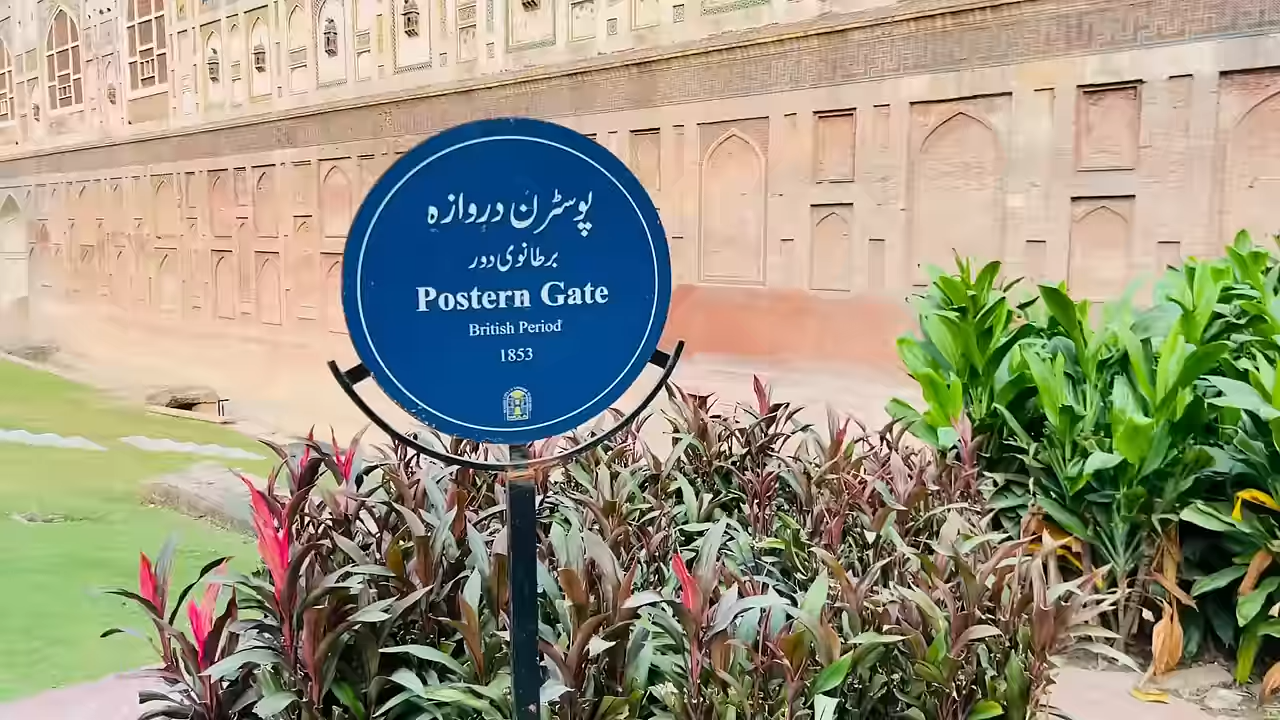 پوسٹرن دروازہ
برطانوی دور
Postern Gate
British Period
1853